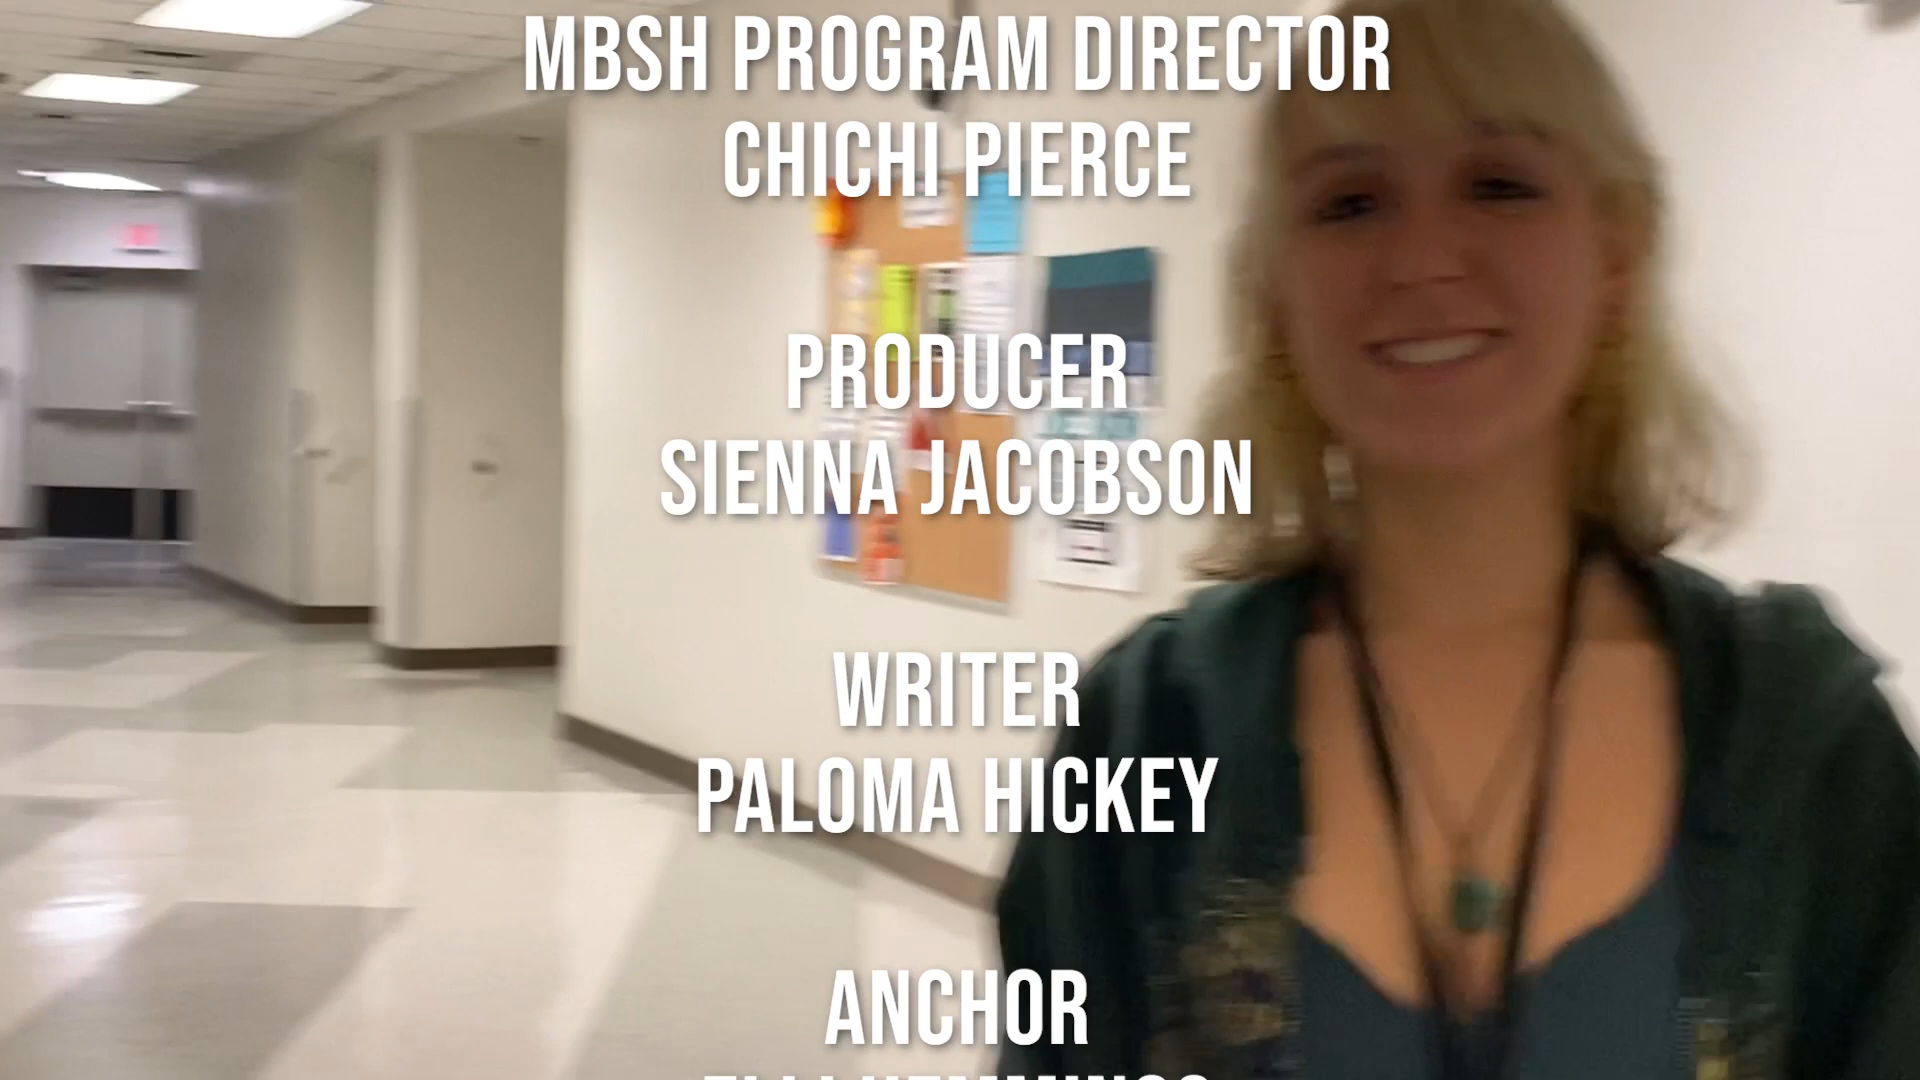 MBSH PROGRAM DIRECTOR
CHICHI PIERCE
PRODUCER
SIENNA JACOBSON
WRITER
PALOMA HICKEY
ANCHOR